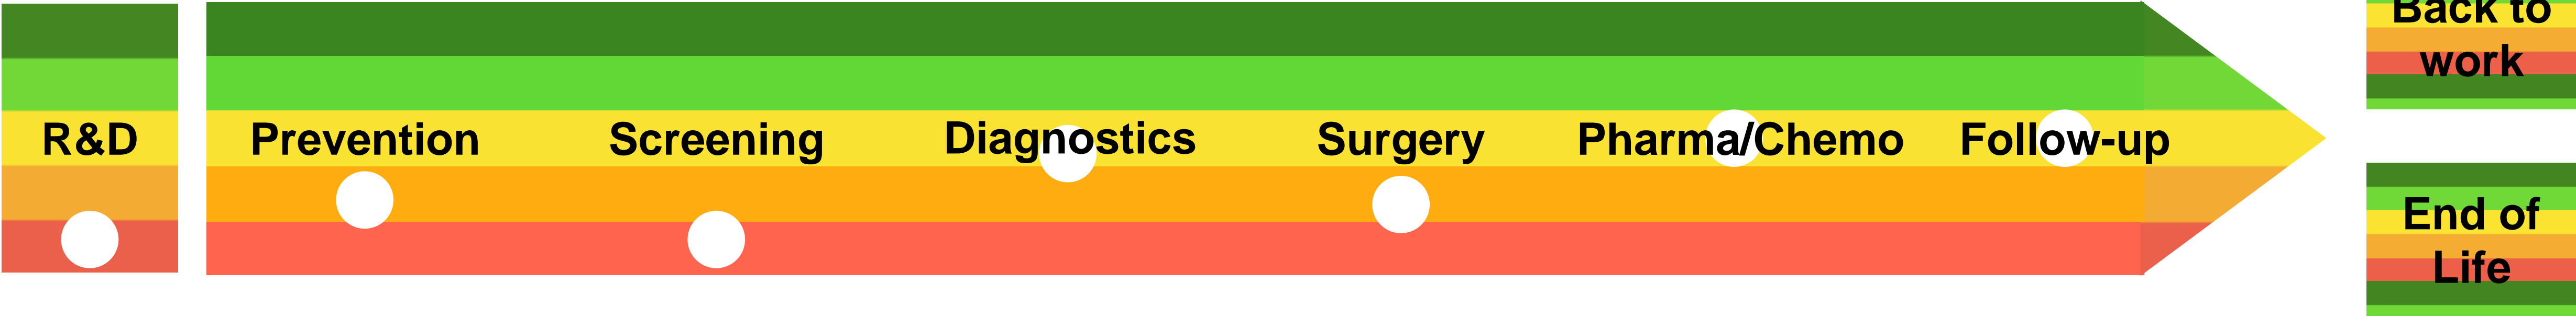 R&D
Prevention
Screening
Diagnostics
Surgery
Pharma/Chemo
Follow-up
Back to
work
End of
Life